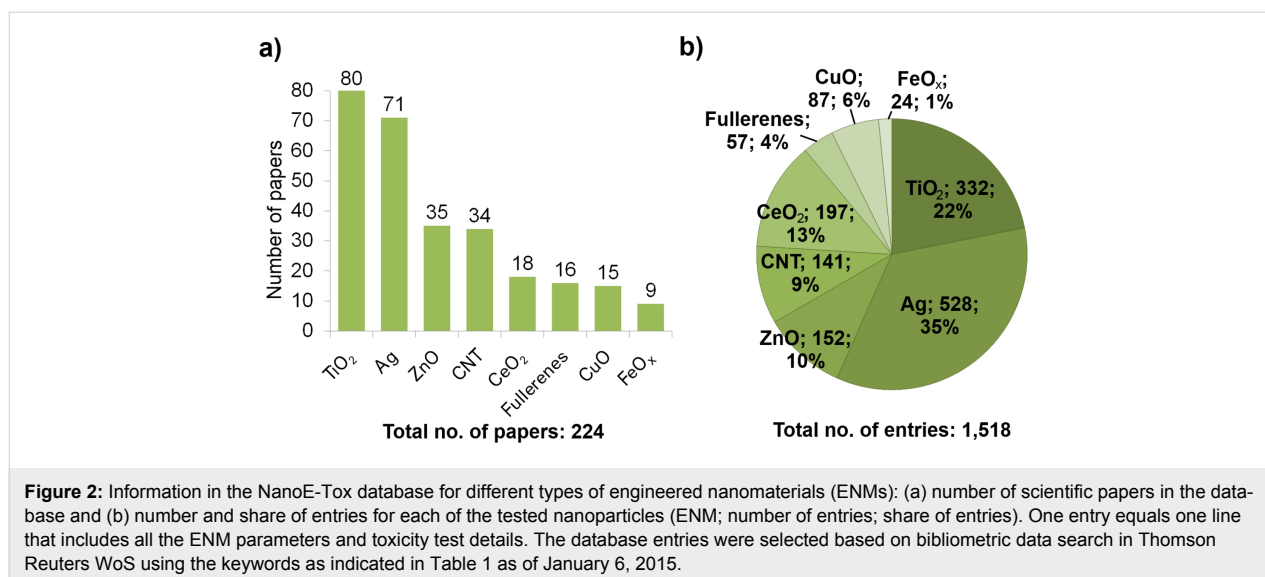 a)
80
71
35
34
18
16
15
9
Number of papers
80
70
60
50
40
30
20
10
0
TiO₂
Ag
ZnO
CNT
CeO₂
Fullerenes
CuO
FeOₓ
Total no. of papers: 224
b)
CuO;
87; 6%
FeOₓ;
24; 1%
Fullerenes;
57; 4%
TiO₂; 332;
22%
CeO₂; 197;
13%
CNT; 141;
9%
Ag; 528;
35%
ZnO; 152;
10%
Total no. of entries: 1,518
Figure 2: Information in the NanoE-Tox database for different types of engineered nanomaterials (ENMs): (a) number of scientific papers in the data-
base and (b) number and share of entries for each of the tested nanoparticles (ENM; number of entries; share of entries). One entry equals one line
that includes all the ENM parameters and toxicity test details. The database entries were selected based on bibliometric data search in Thomson
Reuters WoS using the keywords as indicated in Table 1 as of January 6, 2015.